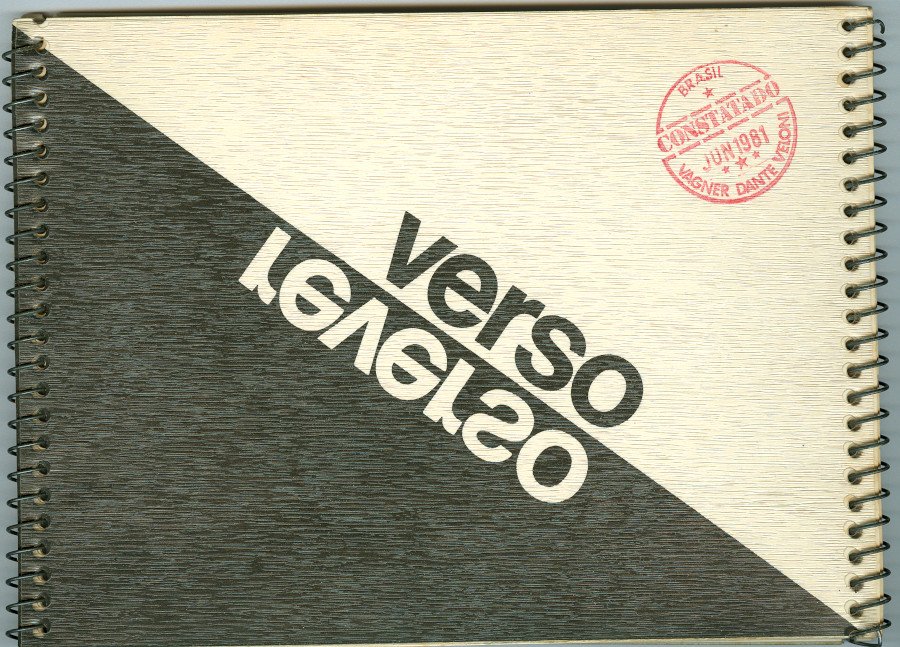 BRASIL
CONSTATADO
JUN 1981
VAGNER DANTE VELONI
verso
reverso